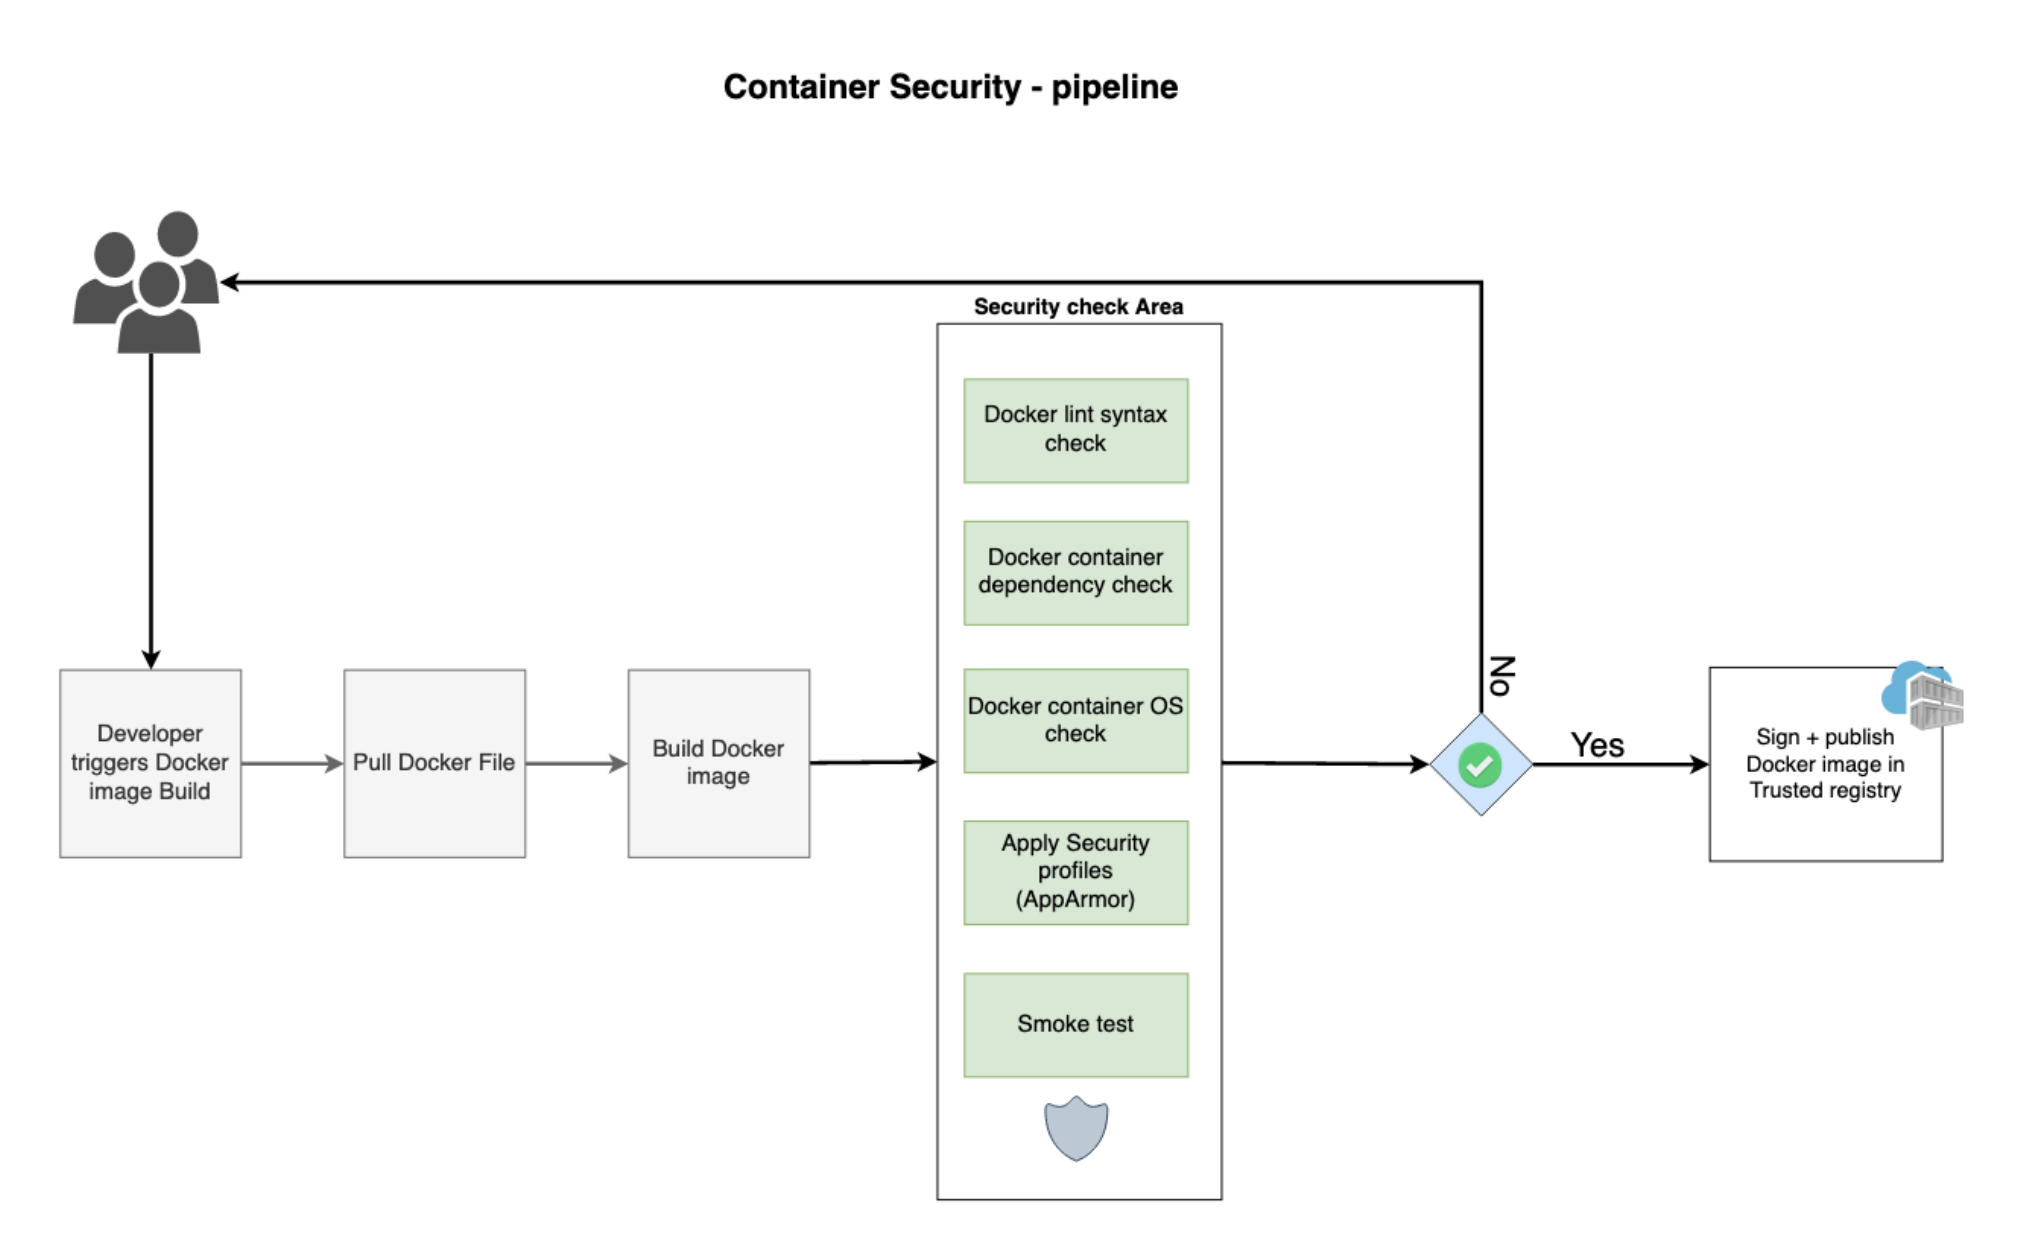 Container Security - pipeline
Security check Area
Docker lint syntax
check
Docker container
dependency check
Docker container OS
check
Apply Security
profiles
(AppArmor)
Smoke test
Developer
triggers Docker
image Build
Pull Docker File
Build Docker
image
No
Yes
Sign + publish
Docker image in
Trusted registry